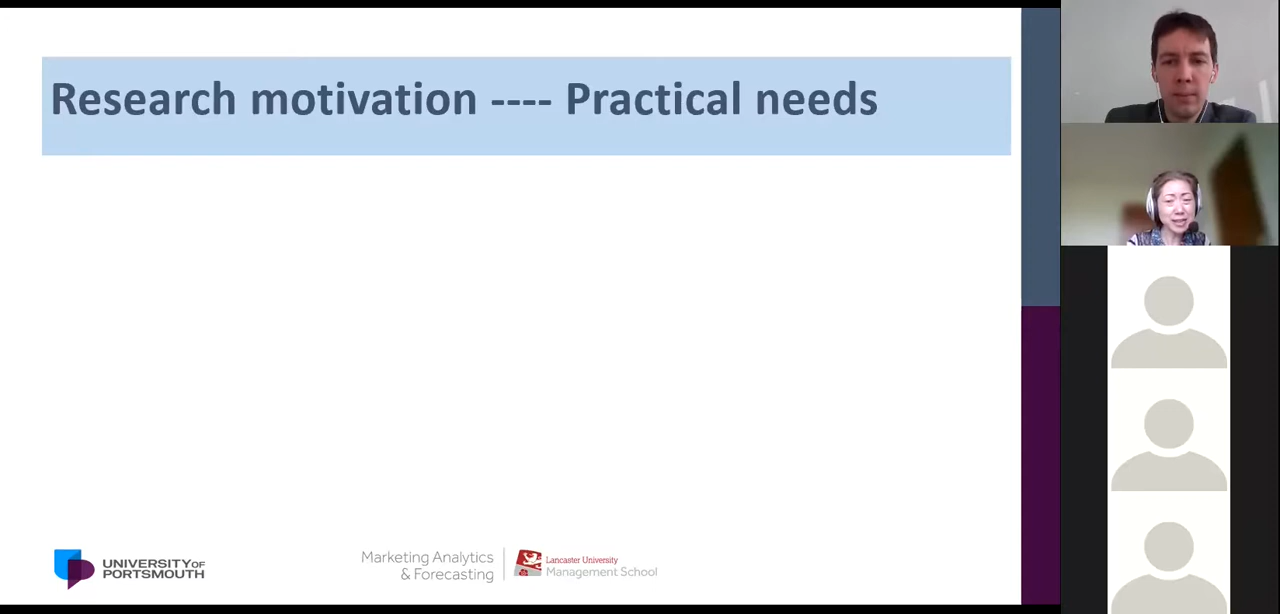 Research motivation ---- Practical needs
UNIVERSITY OF
PORTSMOUTH
Marketing Analytics
& Forecasting
Lancaster University
Management School